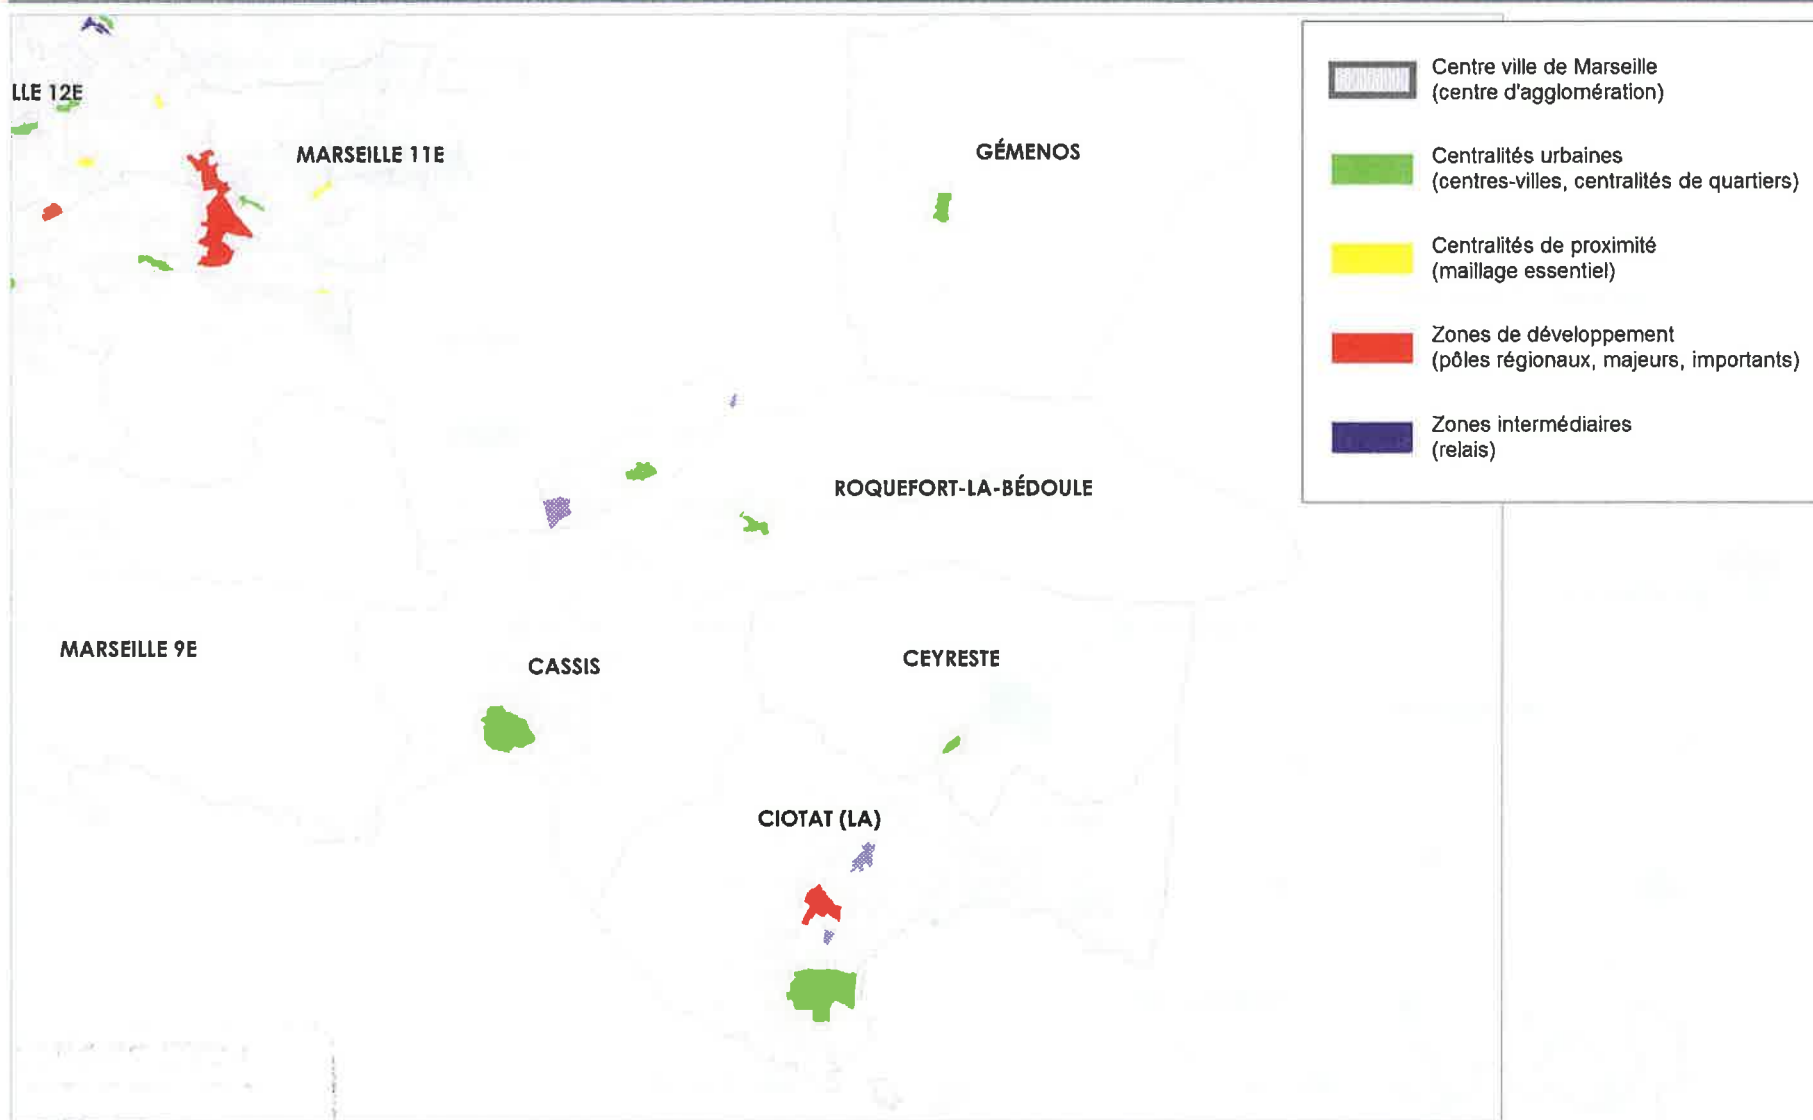 LLE 12E
MARSEILLE 11E
GÉMENOS
ROQUEFORT-LA-BÉDOULE
MARSEILLE 9E
CASSIS
CEYRESTE
CIOTAT (LA)
Centre ville de Marseille
(centre d'agglomération)
Centralités urbaines
(centres-villes, centralités de quartiers)
Centralités de proximité
(maillage essentiel)
Zones de développement
(pôles régionaux, majeurs, importants)
Zones intermédiaires
(relais)